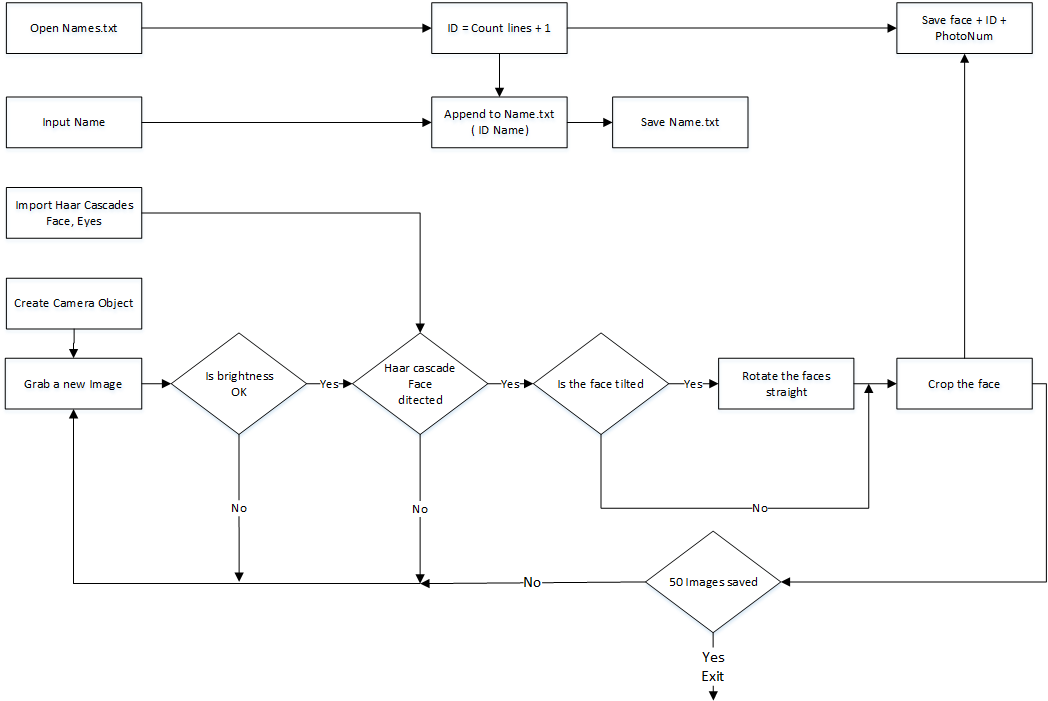 Open Names.txt
ID = Count lines + 1
Save face + ID +
PhotoNum
Input Name
Append to Name.txt
( ID Name)
Save Name.txt
Import Haar Cascades
Face, Eyes
Create Camera Object
Grab a new Image
Is brightness
OK
Yes
Haar cascade
Face
ditected
Yes
Is the face tilted
Yes
Rotate the faces
straight
Crop the face
No
No
No
50 Images saved
No
Yes
Exit